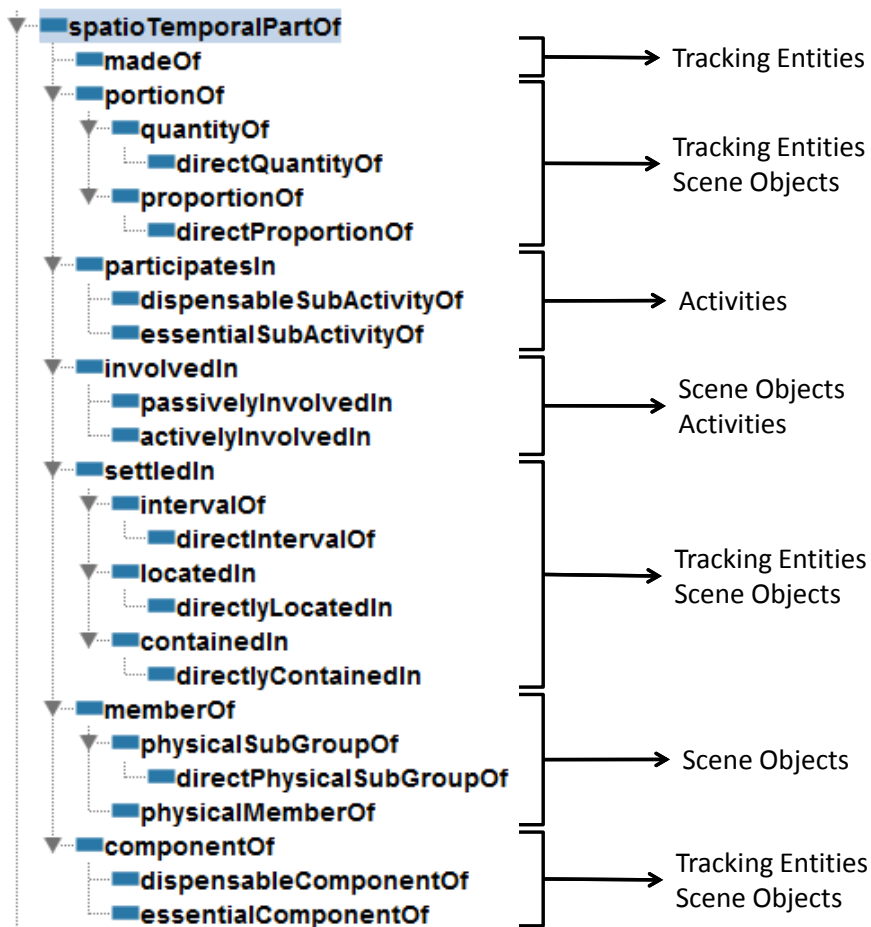 spatioTemporalPartOf
madeOf
Tracking Entities
portionOf
quantityOf
directQuantityOf
proportionOf
directProportionOf
Tracking Entities
Scene Objects
participatesIn
dispensableSubActivityOf
essentialSubActivityOf
Activities
involvedIn
passivelyInvolvedIn
activelyInvolvedIn
Scene Objects
Activities
settledIn
intervalOf
directIntervalOf
locatedIn
directlyLocatedIn
containedIn
directlyContainedIn
Tracking Entities
Scene Objects
memberOf
physicalSubGroupOf
directPhysicalSubGroupOf
physicalMemberOf
Scene Objects
componentOf
dispensableComponentOf
essentialComponentOf
Tracking Entities
Scene Objects